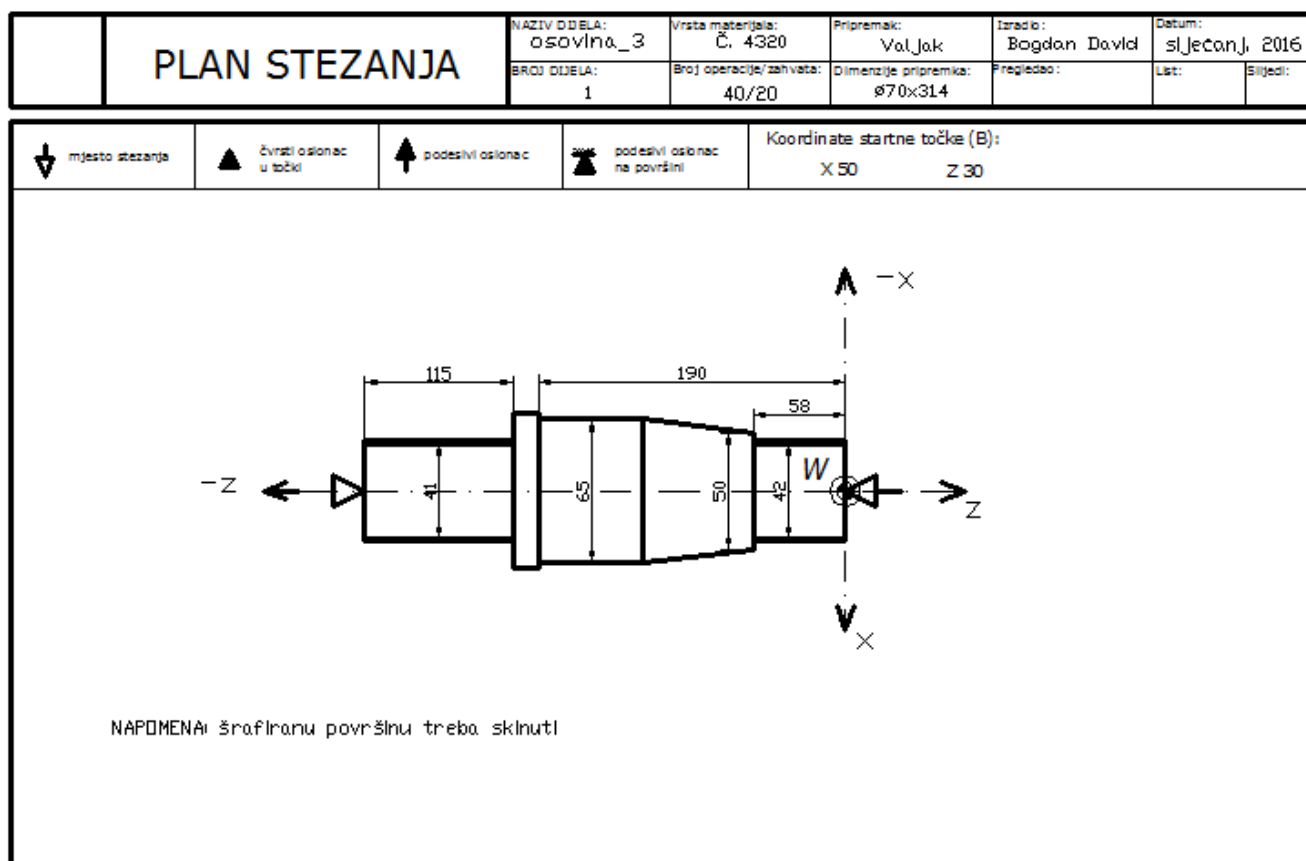 PLAN STEZANJA
NAZIV DIJELA:
osovina_3
Vrsta materijala:
Č. 4320
Pripremak:
Valjak
Izradio:
Bogdan David
Datum:
siječanj, 2016
BROJ DIJELA:
1
Broj operacije/zahvata:
40/20
Dimenzije pripremka:
ø70x314
Pregledao:
List:
Slijedi:
mjesto stezanja
čvrsti oslonac
u točki
podesivi oslonac
podesivi oslonac
na površini
Koordinate startne točke (B):
X 50 Z 30
-X
115
190
58
-Z
41
65
50
42
W
Z
X
NAPOMENA: šrafiranu površinu treba skinuti